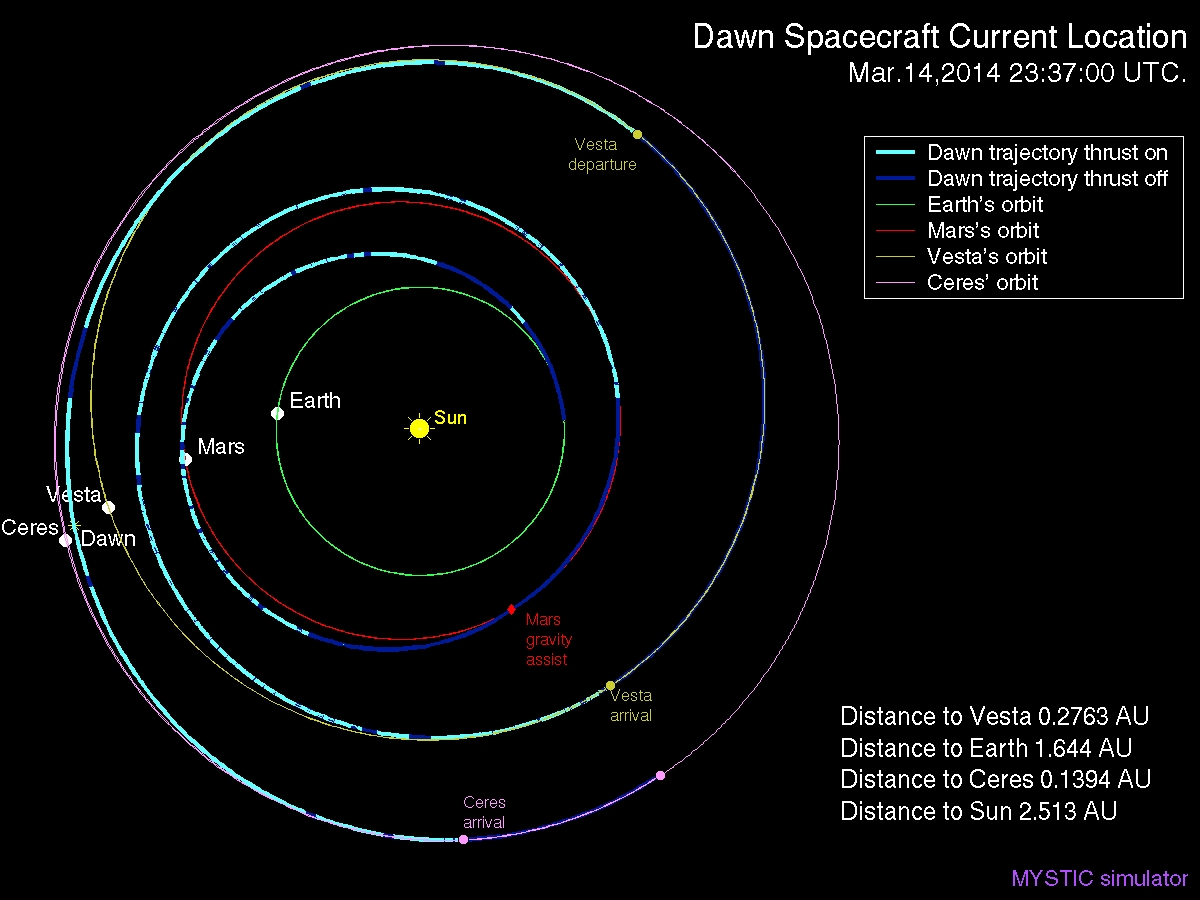 Dawn Spacecraft Current Location
Mar.14,2014 23:37:00 UTC.
Dawn trajectory thrust on
Dawn trajectory thrust off
Earth's orbit
Mars's orbit
Vesta's orbit
Ceres' orbit
Vesta
departure
Earth
Sun
Mars
Vesta
Ceres
Dawn
Mars
gravity
assist
Vesta
arrival
Ceres
arrival
Distance to Vesta 0.2763 AU
Distance to Earth 1.644 AU
Distance to Ceres 0.1394 AU
Distance to Sun 2.513 AU
MYSTIC simulator